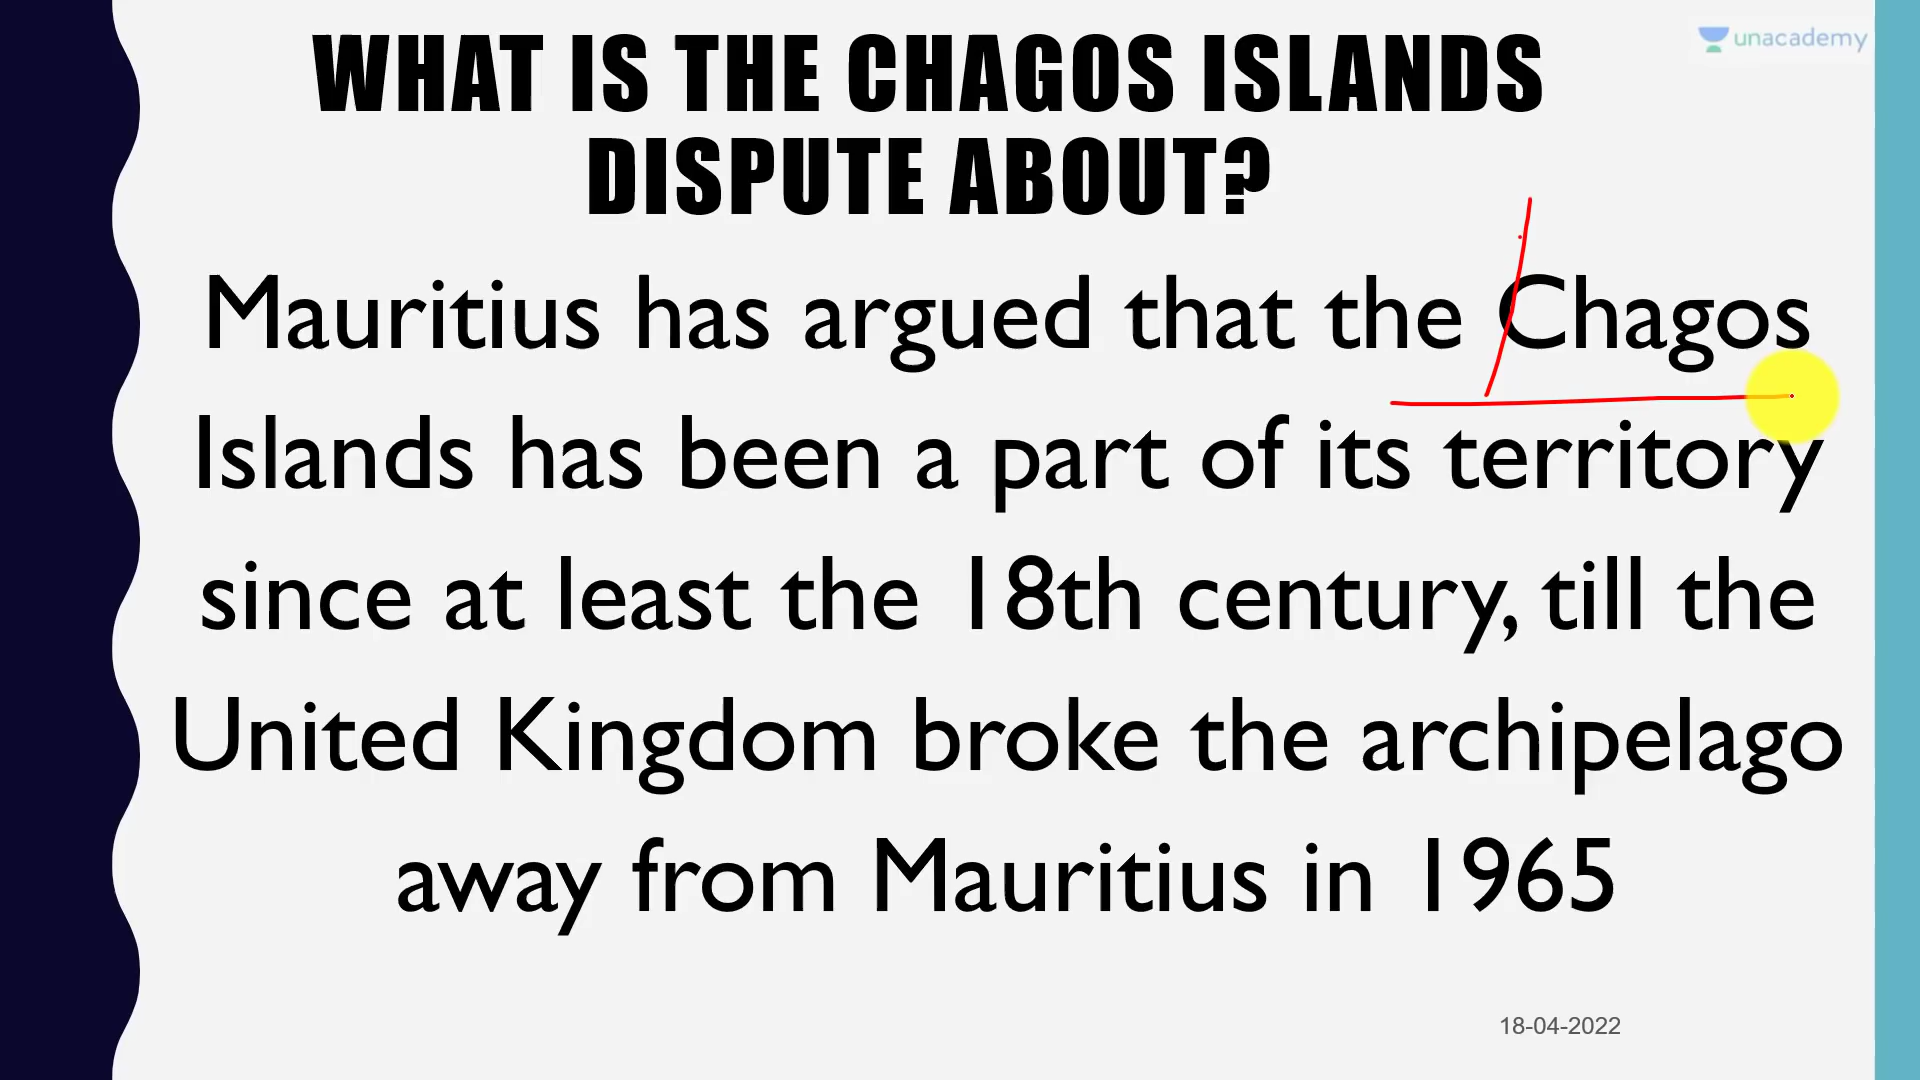 unacademy
WHAT IS THE CHAGOS ISLANDS
DISPUTE ABOUT?
Mauritius has argued that the Chagos
Islands has been a part of its territory
since at least the 18th century, till the
United Kingdom broke the archipelago
away from Mauritius in 1965
18-04-2022